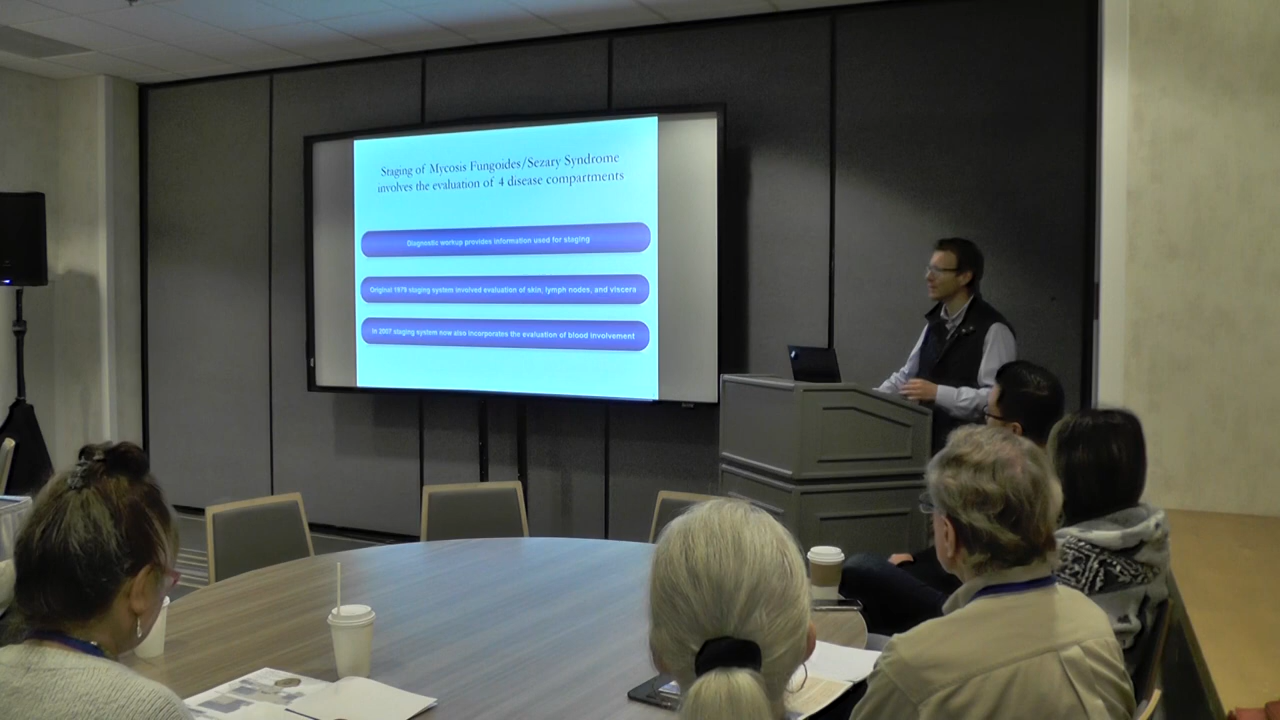 Staging of Mycosis Fungoides/Sezary Syndrome
involves the evaluation of 4 disease compartments
Diagnostic workup provides information used for staging
Original 1979 staging system involved evaluation of skin, lymph nodes, and viscera
In 2007 staging system now also incorporates the evaluation of blood involvement